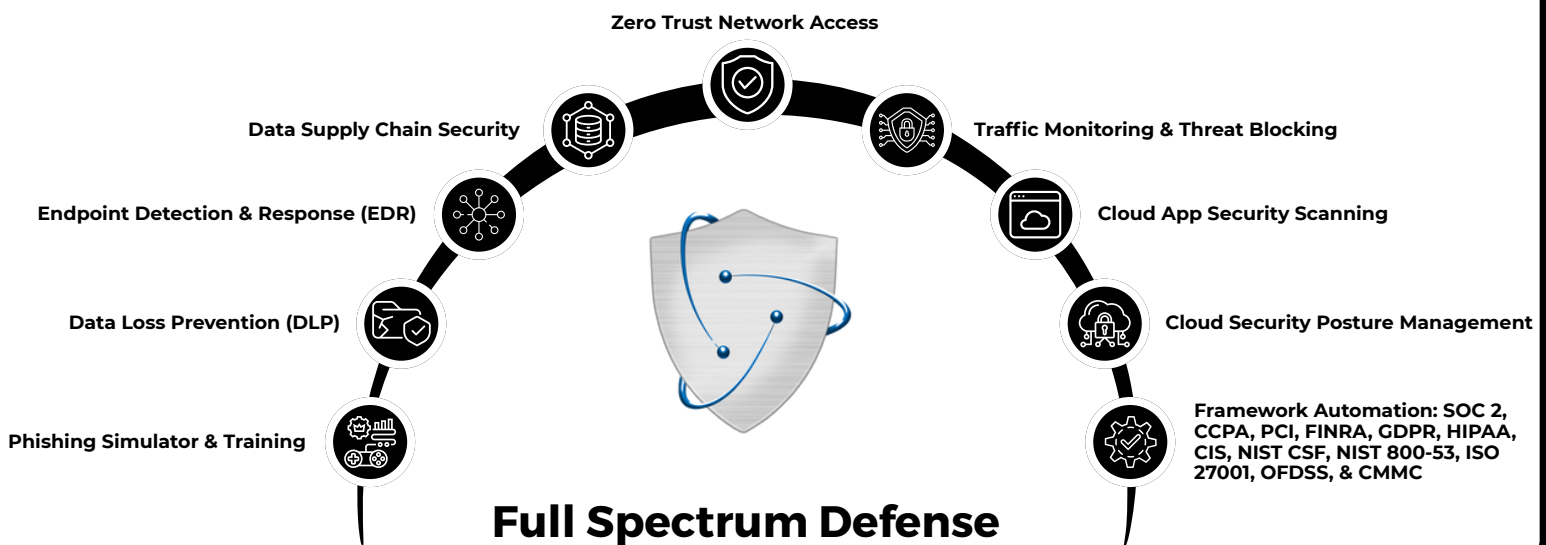 Zero Trust Network Access
Data Supply Chain Security
Traffic Monitoring & Threat Blocking
Endpoint Detection & Response (EDR)
Cloud App Security Scanning
Data Loss Prevention (DLP)
Cloud Security Posture Management
Phishing Simulator & Training
Framework Automation: SOC 2,
CCPA, PCI, FINRA, GDPR, HIPAA,
CIS, NIST CSF, NIST 800-53, ISO
27001, OFDSS, & CMMC
Full Spectrum Defense